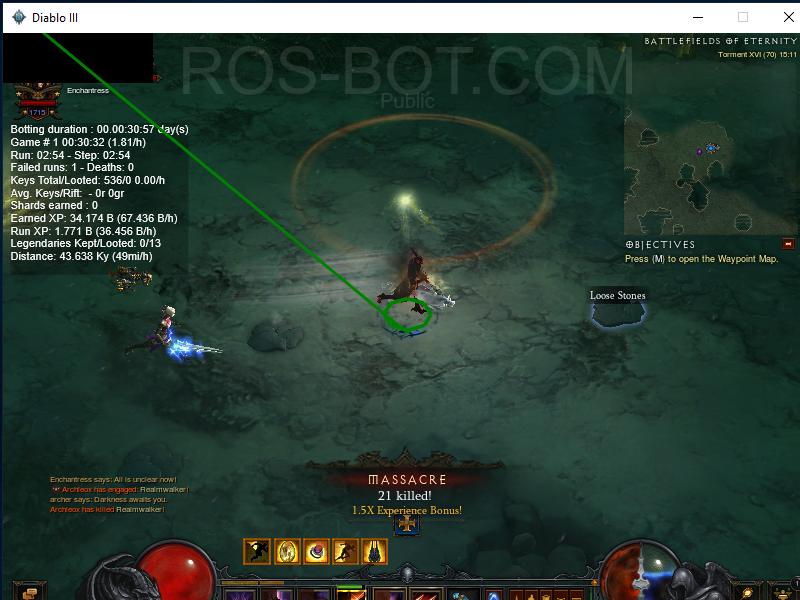 Diablo III
BATTLEFIELDS OF ETERNITY
Torment XVI (70) 15:11
ROS-BOT.COM
Public
Enchantress
1715
Botting duration : 00.00:30:57 day(s)
Game # 1 00:30:32 (1.81/h)
Run: 02:54 - Step: 02:54
Failed runs: 1 - Deaths: 0
Keys Total/Looted: 536/0 0.00/h
Avg. Keys/Rift:  - 0r 0gr
Shards earned : 0
Earned XP: 34.174 B (67.436 B/h)
Run XP: 1.771 B (36.456 B/h)
Legendaries Kept/Looted: 0/13
Distance: 43.638 Ky (49mi/h)
OBJECTIVES
Press (M) to open the Waypoint Map.
Loose Stones
MASSACRE
21 killed!
1.5X Experience Bonus!
Enchantress says: All is unclear now!
Archleox has engaged Realmwalker!
archer says: Darkness awaits you.
Archleox has killed Realmwalker!